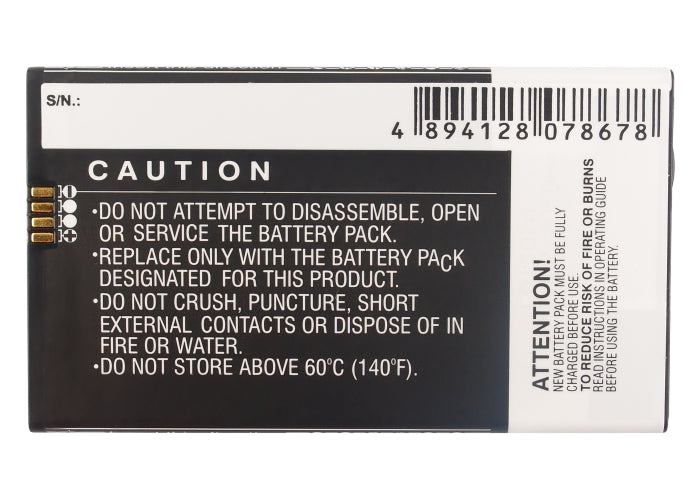 S/N.:
4 894128 078678
CAUTION
•DO NOT ATTEMPT TO DISASSEMBLE, OPEN
OR SERVICE THE BATTERY PACK.
•REPLACE ONLY WITH THE BATTERY PACK
DESIGNATED FOR THIS PRODUCT.
•DO NOT CRUSH, PUNCTURE, SHORT
EXTERNAL CONTACTS OR DISPOSE OF IN
FIRE OR WATER.
•DO NOT STORE ABOVE 60°C (140°F).
ATTENTION!
NEW BATTERY PACK MUST BE FULLY
CHARGED BEFORE USE.
TO REDUCE RISK OF FIRE OR BURNS
READ INSTRUCTIONS IN OPERATING GUIDE
BEFORE USING THE BATTERY.